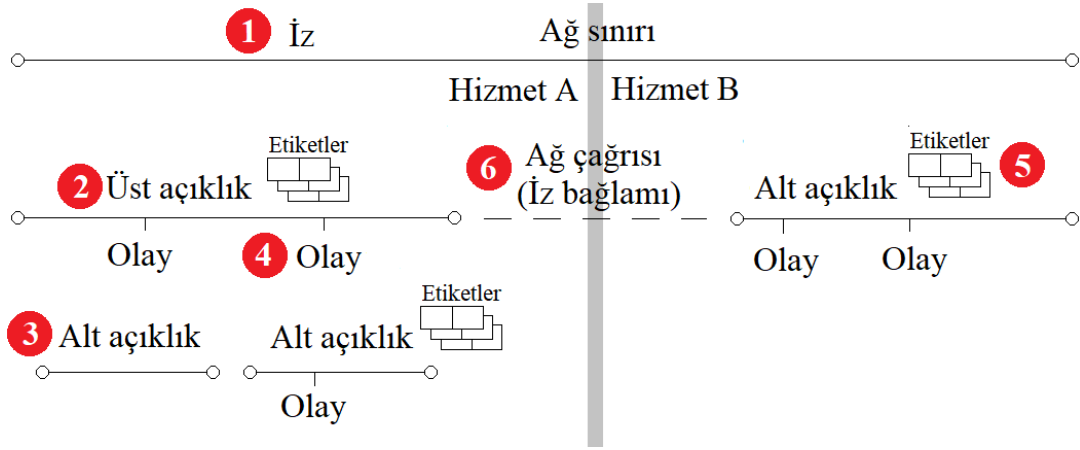 1 İz
Ağ sınırı
Hizmet A Hizmet B
Etiketler
2 Üst açıklık
6 Ağ çağrısı
(İz bağlamı)
Etiketler
Alt açıklık 5
Olay 4 Olay
Olay Olay
3 Alt açıklık
Etiketler
Alt açıklık
Olay